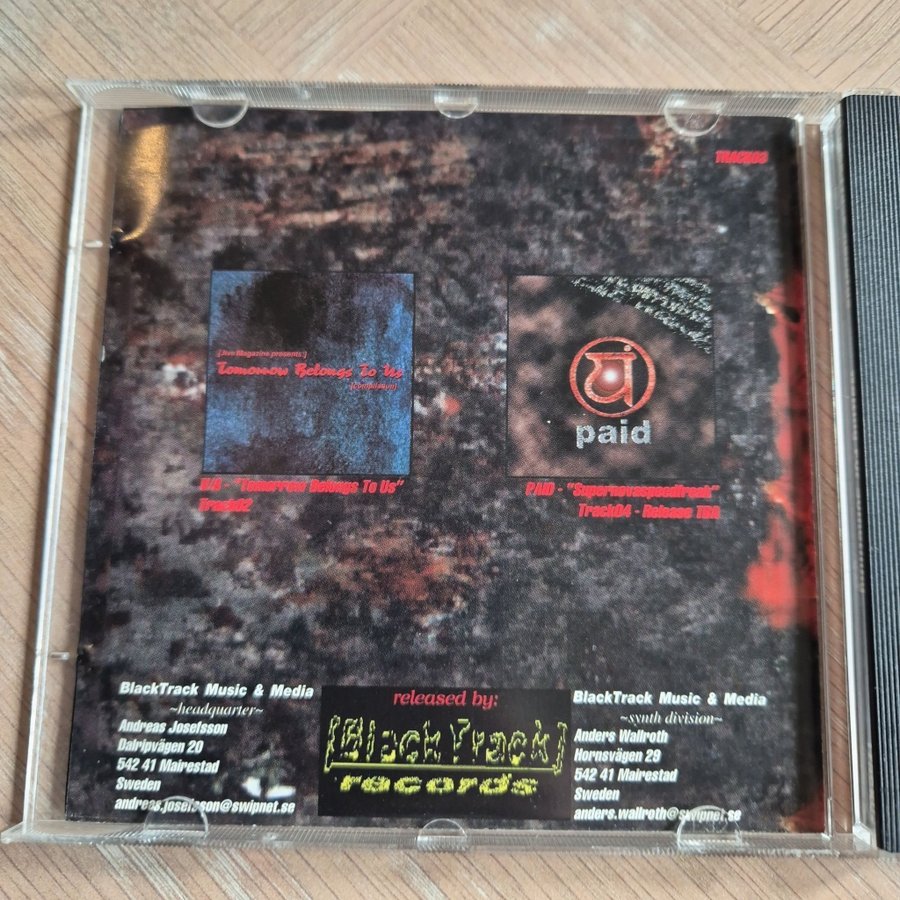 TRACK03
[Jive Magazine presents:]
Tomorrow Belongs To Us
[compilation]
paid
V/A - "Tomorrow Belongs To Us"
Track02
PAID - "Supernovaspeedfreak"
Track04 - Release TBA
BlackTrack Music & Media
~headquarter~
Andreas Josefsson
Dalripvägen 20
542 41 Mairestad
Sweden
andreas.josefsson@swipnet.se
released by:
[BlackTrack]
records
BlackTrack Music & Media
~synth division~
Anders Wallroth
Hornsvägen 29
542 41 Mairestad
Sweden
anders.wallroth@swipnet.se